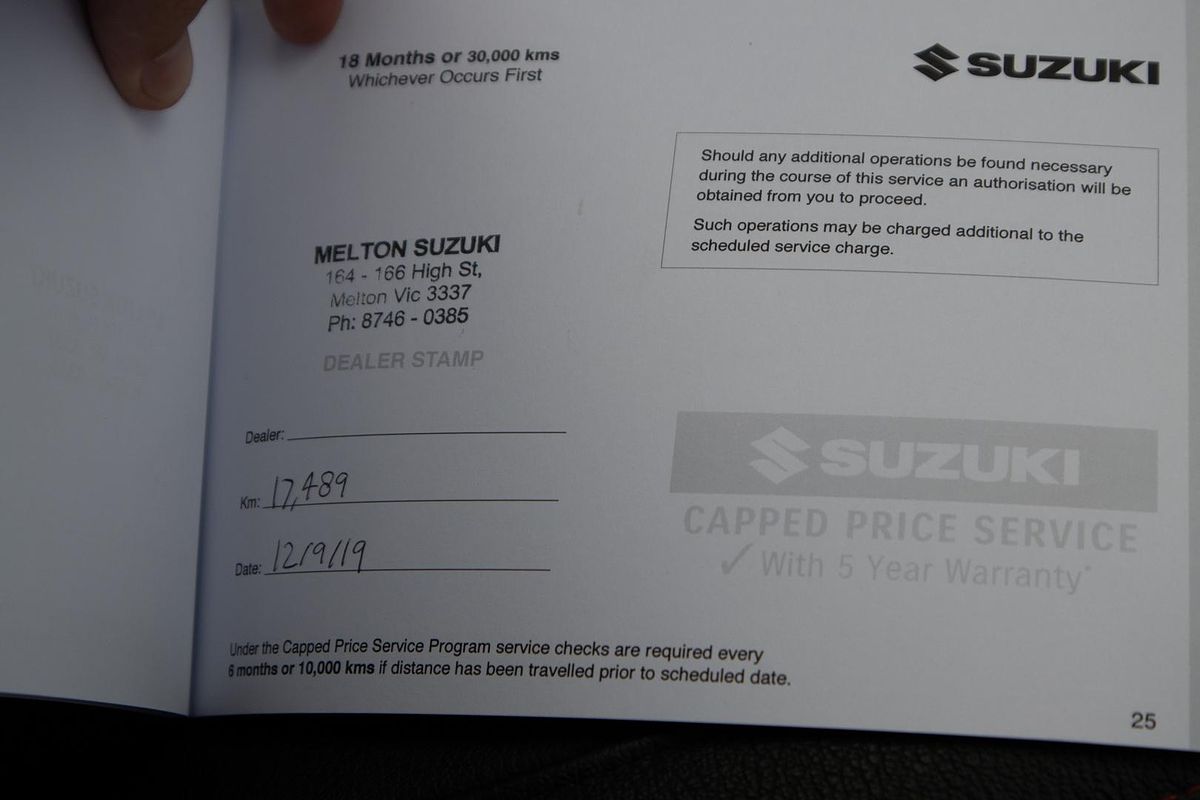 18 Months or 30,000 kms
Whichever Occurs First
SUZUKI
Should any additional operations be found necessary
during the course of this service an authorisation will be
obtained from you to proceed.
Such operations may be charged additional to the
scheduled service charge.
MELTON SUZUKI
164 - 166 High St,
Melton Vic 3337
Ph: 8746 - 0385
DEALER STAMP
Dealer:
Km: 17,489
Date: 12/9/19
SUZUKI
CAPPED PRICE SERVICE
✓ With 5 Year Warranty*
Under the Capped Price Service Program service checks are required every
6 months or 10,000 kms if distance has been travelled prior to scheduled date.
25